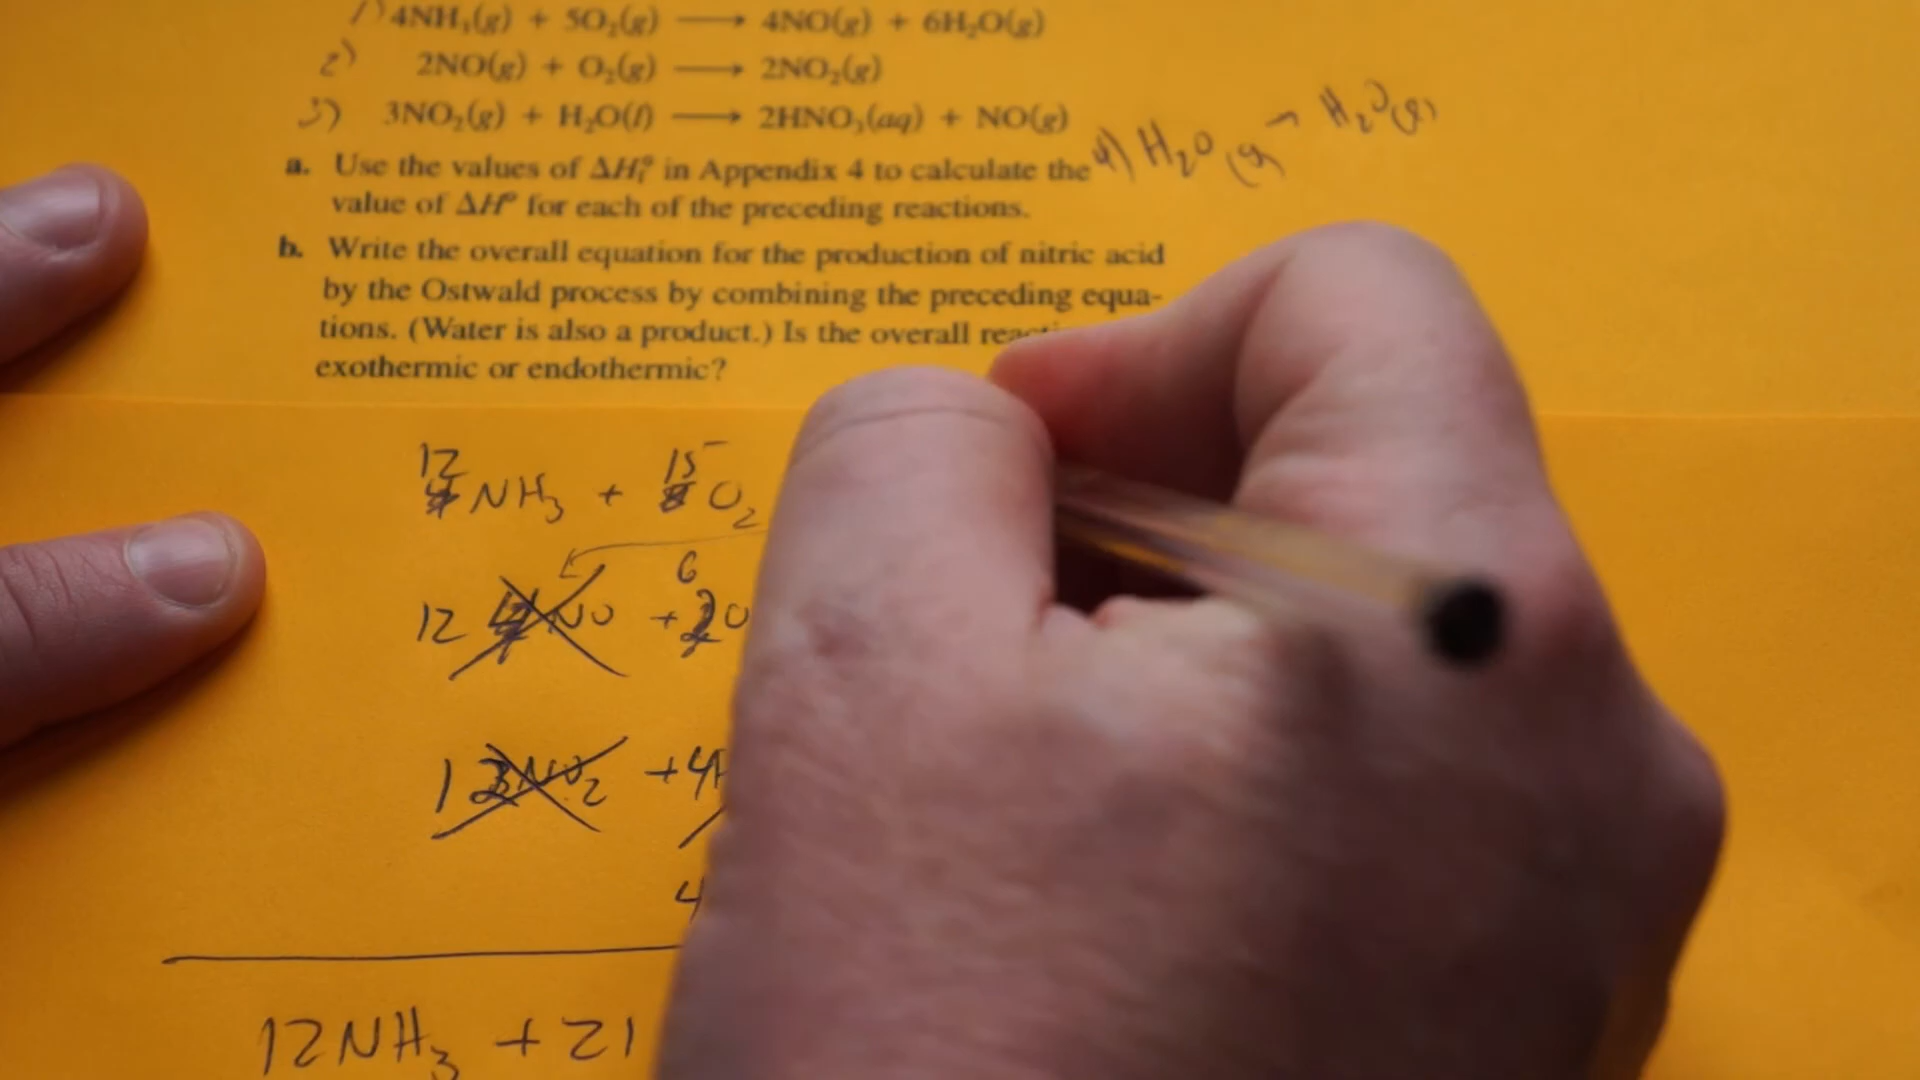 1) 4NH₃(g) + 5O₂(g) ⟶ 4NO(g) + 6H₂O(g)
2) 2NO(g) + O₂(g) ⟶ 2NO₂(g)
3) 3NO₂(g) + H₂O(l) ⟶ 2HNO₃(aq) + NO(g)
4) H₂O(g) → H₂O(l)
a. Use the values of ΔH°f in Appendix 4 to calculate the
value of ΔH° for each of the preceding reactions.
b. Write the overall equation for the production of nitric acid
by the Ostwald process by combining the preceding equa-
tions. (Water is also a product.) Is the overall
exothermic or endothermic?
12 15
NH₃ + O₂
6
12 NO + O
12 NO₂ + 4
4
12NH₃ + 21